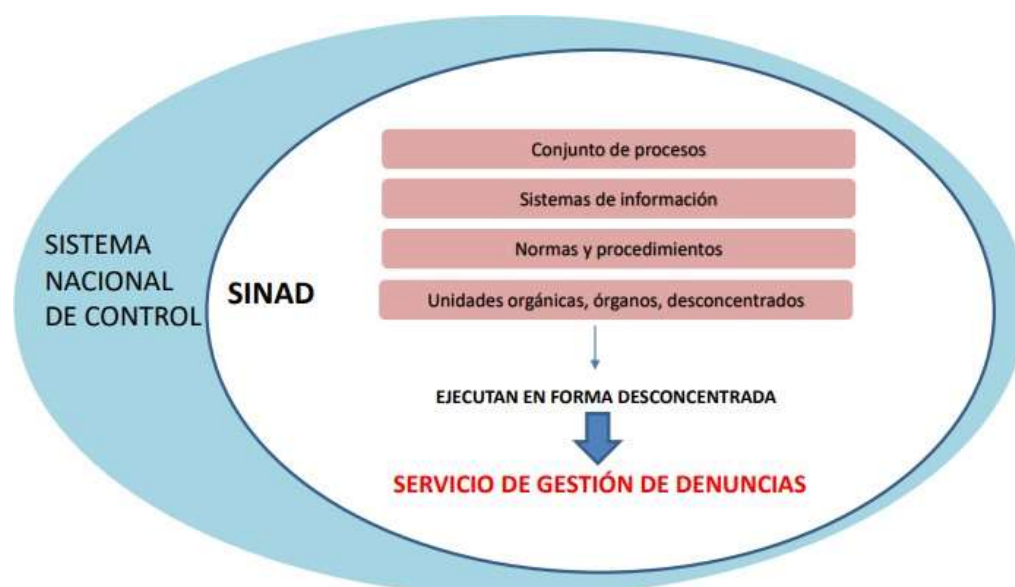 Conjunto de procesos
Sistemas de información
SISTEMA
NACIONAL
DE CONTROL
Normas y procedimientos
SINAD
Unidades orgánicas, órganos, desconcentrados
EJECUTAN EN FORMA DESCONCENTRADA
SERVICIO DE GESTIÓN DE DENUNCIAS